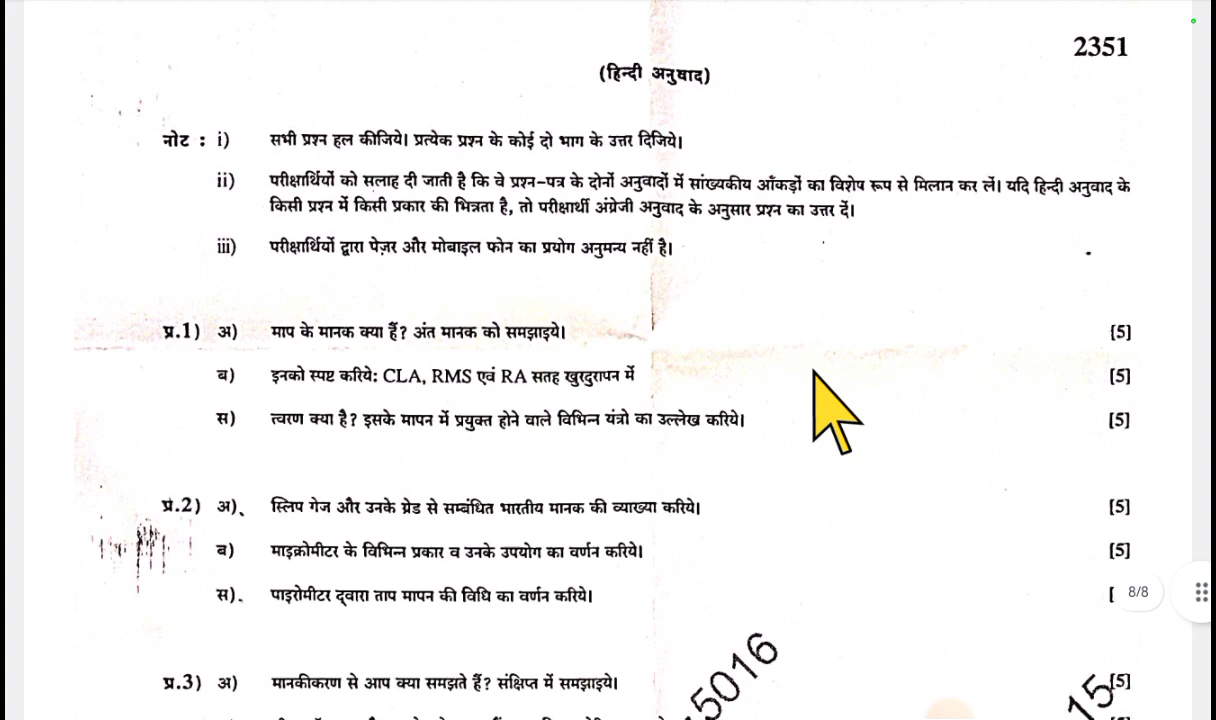 2351
(हिन्दी अनुवाद)
नोट : i) सभी प्रश्न हल कीजिये। प्रत्येक प्रश्न के कोई दो भाग के उत्तर दिजिये।
ii) परीक्षार्थियों को सलाह दी जाती है कि वे प्रश्न-पत्र के दोनों अनुवादों में सांख्यकीय आँकड़ों का विशेष रूप से मिलान कर लें। यदि हिन्दी अनुवाद के
किसी प्रश्न में किसी प्रकार की भिन्नता है, तो परीक्षार्थी अंग्रेजी अनुवाद के अनुसार प्रश्न का उत्तर दें।
iii) परीक्षार्थियों द्वारा पेज़र और मोबाइल फोन का प्रयोग अनुमन्य नहीं है।
प्र.1) अ) माप के मानक क्या हैं? अंत मानक को समझाइये। [5]
ब) इनको स्पष्ट करिये: CLA, RMS एवं RA सतह खुरदुरापन में [5]
स) त्वरण क्या है? इसके मापन में प्रयुक्त होने वाले विभिन्न यंत्रो का उल्लेख करिये। [5]
प्र.2) अ) स्लिप गेज और उनके ग्रेड से सम्बंधित भारतीय मानक की व्याख्या करिये। [5]
ब) माइक्रोमीटर के विभिन्न प्रकार व उनके उपयोग का वर्णन करिये। [5]
स) पाइरोमीटर द्वारा ताप मापन की विधि का वर्णन करिये। [
8/8
प्र.3) अ) मानकीकरण से आप क्या समझते हैं? संक्षिप्त में समझाइये। [5]
5016
15